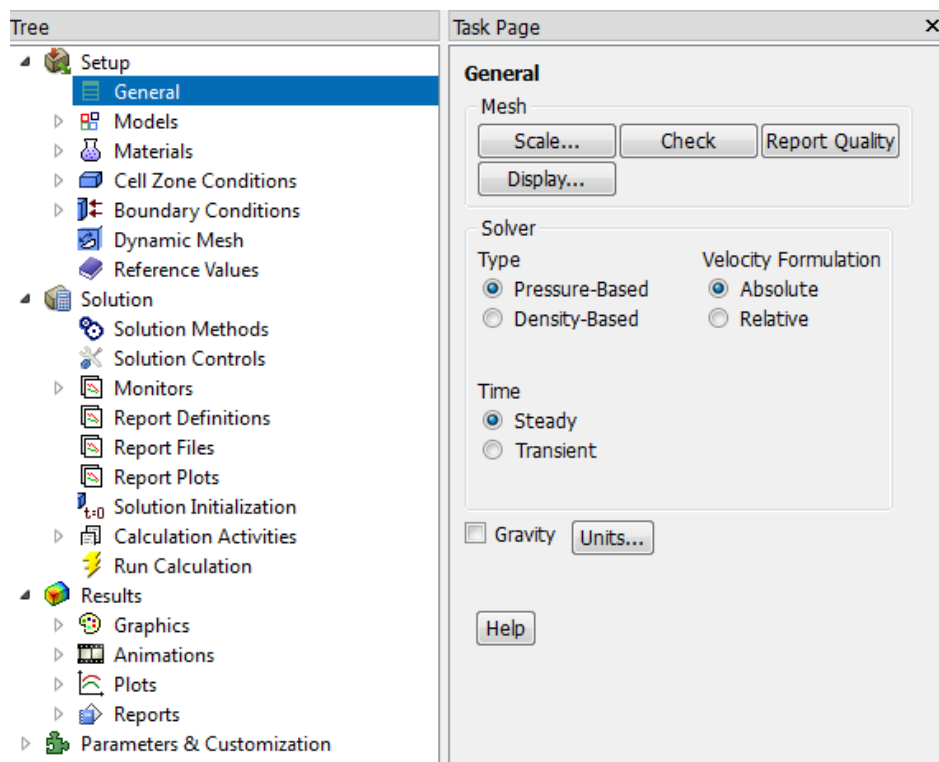 Tree
Setup
General
Models
Materials
Cell Zone Conditions
Boundary Conditions
Dynamic Mesh
Reference Values
Solution
Solution Methods
Solution Controls
Monitors
Report Definitions
Report Files
Report Plots
t=0 Solution Initialization
Calculation Activities
Run Calculation
Results
Graphics
Animations
Plots
Reports
Parameters & Customization
Task Page
General
Mesh
Scale... Check Report Quality
Display...
Solver
Type Velocity Formulation
Pressure-Based Absolute
Density-Based Relative
Time
Steady
Transient
Gravity Units...
Help